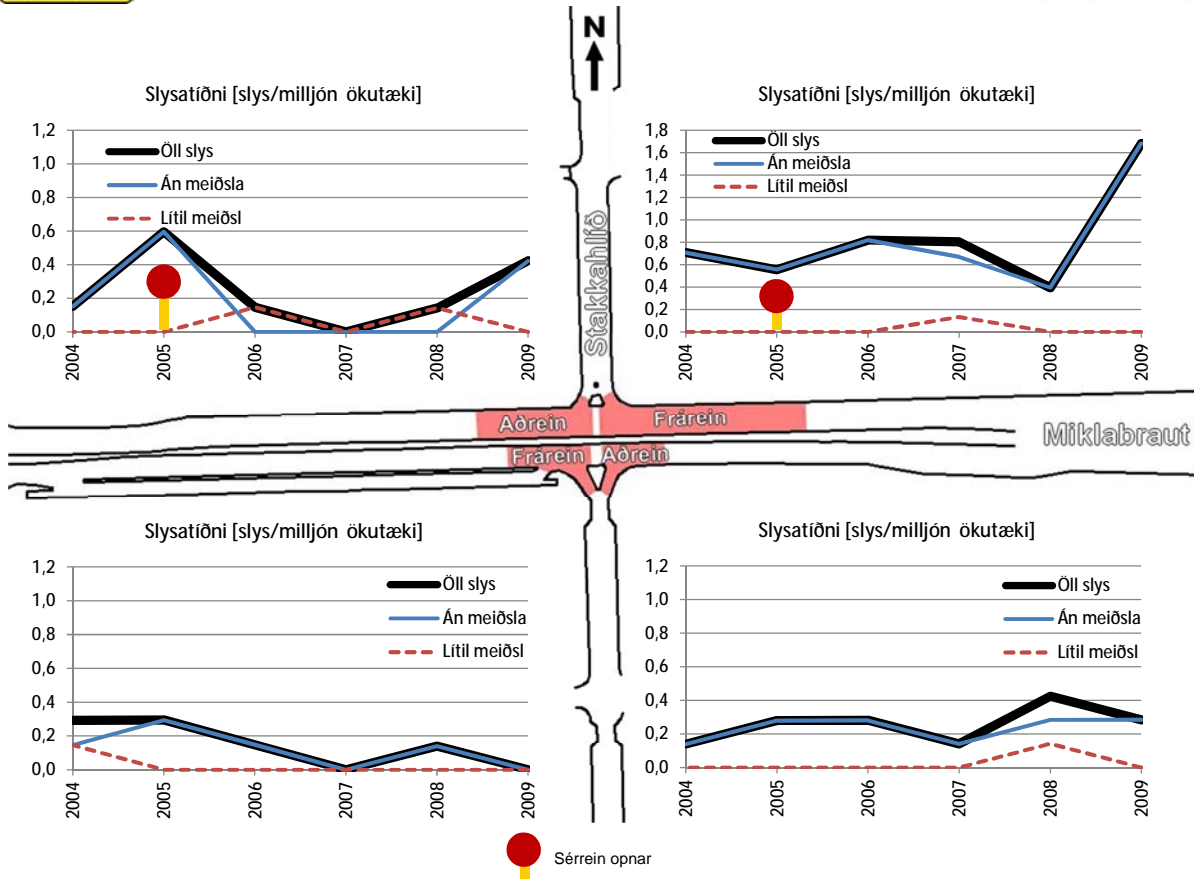 N
Slysatíðni [slys/milljón ökutæki]
1,2
1,0
0,8
0,6
0,4
0,2
0,0
Öll slys
Án meiðsla
Lítil meiðsl
2004
2005
2006
2007
2008
2009
Slysatíðni [slys/milljón ökutæki]
1,8
1,6
1,4
1,2
1,0
0,8
0,6
0,4
0,2
0,0
Öll slys
Án meiðsla
Lítil meiðsl
2004
2005
2006
2007
2008
2009
Stakkahlíð
Aðrein
Frárein
Miklabraut
Frárein
Aðrein
Slysatíðni [slys/milljón ökutæki]
1,2
1,0
0,8
0,6
0,4
0,2
0,0
Öll slys
Án meiðsla
Lítil meiðsl
2004
2005
2006
2007
2008
2009
Slysatíðni [slys/milljón ökutæki]
1,2
1,0
0,8
0,6
0,4
0,2
0,0
Öll slys
Án meiðsla
Lítil meiðsl
2004
2005
2006
2007
2008
2009
Sérrein opnar